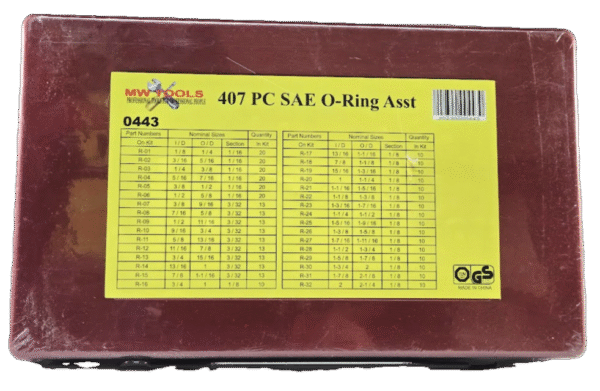 MW TOOLS
407 PC SAE O-Ring Asst
0443
Part Numbers Nominal Sizes Quantity
On Kit I / D O / D Section In Kit
R-01 1 / 8 1 / 4 1 / 16 20
R-02 3 / 16 5 / 16 1 / 16 20
R-03 1 / 4 3 / 8 1 / 16 20
R-04 5 / 16 7 / 16 1 / 16 20
R-05 3 / 8 1 / 2 1 / 16 20
R-06 1 / 2 5 / 8 1 / 16 20
R-07 3 / 8 9 / 16 3 / 32 13
R-08 7 / 16 5 / 8 3 / 32 13
R-09 1 / 2 11 / 16 3 / 32 13
R-10 9 / 16 3 / 4 3 / 32 13
R-11 5 / 8 13 / 16 3 / 32 13
R-12 11 / 16 7 / 8 3 / 32 13
R-13 3 / 4 15 / 16 3 / 32 13
R-14 13 / 16 1 3 / 32 13
R-15 7 / 8 1-1 / 16 3 / 32 13
R-16 3 / 4 1 1 / 8 10
Part Numbers Nominal Sizes Quantity
On Kit I / D O / D Section In Kit
R-17 13 / 16 1-1 / 16 1 / 8 10
R-18 7 / 8 1-1 / 8 1 / 8 10
R-19 15 / 16 1-3 / 16 1 / 8 10
R-20 1 1-1 / 4 1 / 8 10
R-21 1-1 / 16 1-5 / 16 1 / 8 10
R-22 1-1 / 8 1-3 / 8 1 / 8 10
R-23 1-3 / 16 1-7 / 16 1 / 8 10
R-24 1-1 / 4 1-1 / 2 1 / 8 10
R-25 1-5 / 16 1-9 / 16 1 / 8 10
R-26 1-3 / 8 1-5 / 8 1 / 8 10
R-27 1-7 / 16 1-11 / 16 1 / 8 10
R-28 1-1 / 2 1-3 / 4 1 / 8 10
R-29 1-5 / 8 1-7 / 8 1 / 8 10
R-30 1-3 / 4 2 1 / 8 10
R-31 1-7 / 8 2-1 / 8 1 / 8 10
R-32 2 2-1 / 4 1 / 8 10
GS
MADE IN CHINA